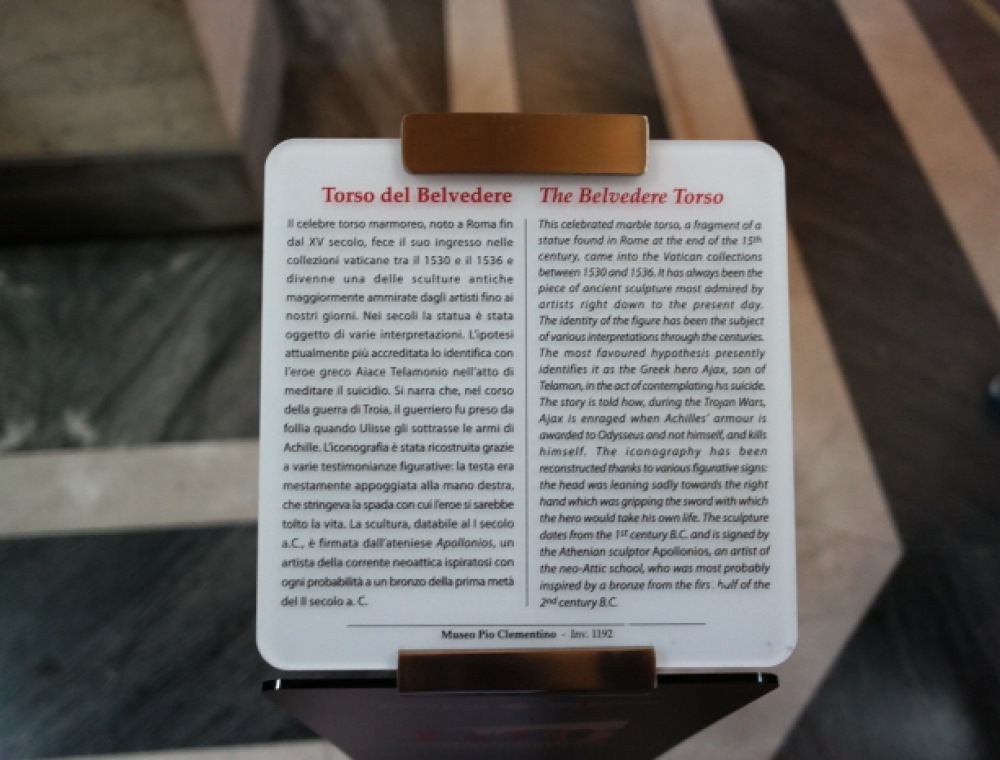 Torso del Belvedere
Il celebre torso marmoreo, noto a Roma fin
dal XV secolo, fece il suo ingresso nelle
collezioni vaticane tra il 1530 e il 1536 e
divenne una delle sculture antiche
maggiormente ammirate dagli artisti fino ai
nostri giorni. Nei secoli la statua è stata
oggetto di varie interpretazioni. L'ipotesi
attualmente più accreditata lo identifica con
l'eroe greco Aiace Telamonio nell'atto di
meditare il suicidio. Si narra che, nel corso
della guerra di Troia, il guerriero fu preso da
follia quando Ulisse gli sottrasse le armi di
Achille. L'iconografia è stata ricostruita grazie
a varie testimonianze figurative: la testa era
mestamente appoggiata alla mano destra,
che stringeva la spada con cui l'eroe si sarebbe
tolto la vita. La scultura, databile al I secolo
a.C., è firmata dall'ateniese Apollonios, un
artista della corrente neoattica ispiratosi con
ogni probabilità a un bronzo della prima metà
del II secolo a. C.
The Belvedere Torso
This celebrated marble torso, a fragment of a
statue found in Rome at the end of the 15th
century, came into the Vatican collections
between 1530 and 1536. It has always been the
piece of ancient sculpture most admired by
artists right down to the present day.
The identity of the figure has been the subject
of various interpretations through the centuries.
The most favoured hypothesis presently
identifies it as the Greek hero Ajax, son of
Telamon, in the act of contemplating his suicide.
The story is told how, during the Trojan Wars,
Ajax is enraged when Achilles' armour is
awarded to Odysseus and not himself, and kills
himself. The iconography has been
reconstructed thanks to various figurative signs:
the head was leaning sadly towards the right
hand which was gripping the sword with which
the hero would take his own life. The sculpture
dates from the 1st century B.C. and is signed by
the Athenian sculptor Apollonios, an artist of
the neo-Attic school, who was most probably
inspired by a bronze from the first half of the
2nd century B.C.
Museo Pio Clementino - Inv. 1192